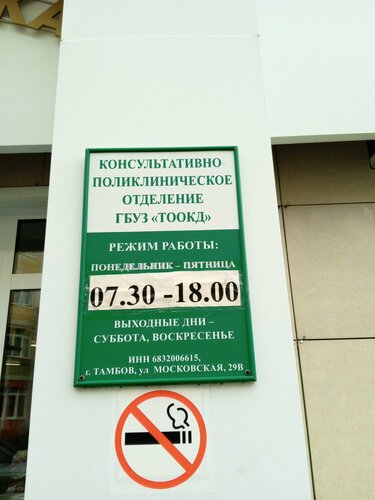 КОНСУЛЬТАТИВНО
ПОЛИКЛИНИЧЕСКОЕ
ОТДЕЛЕНИЕ
ГБУЗ «ТООКД»
РЕЖИМ РАБОТЫ:
ПОНЕДЕЛЬНИК – ПЯТНИЦА
07.30 -18.00
ВЫХОДНЫЕ ДНИ –
СУББОТА, ВОСКРЕСЕНЬЕ
ИНН 6832006615,
г. ТАМБОВ, ул МОСКОВСКАЯ, 29В